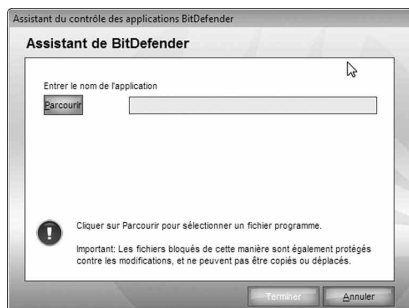 Assistant du contrôle des applications BitDefender
Assistant de BitDefender
Entrer le nom de l'application
Parcourir
Cliquer sur Parcourir pour sélectionner un fichier programme.
Important: Les fichiers bloqués de cette manière sont également protégés
contre les modifications, et ne peuvent pas être copiés ou déplacés.
Terminer Annuler